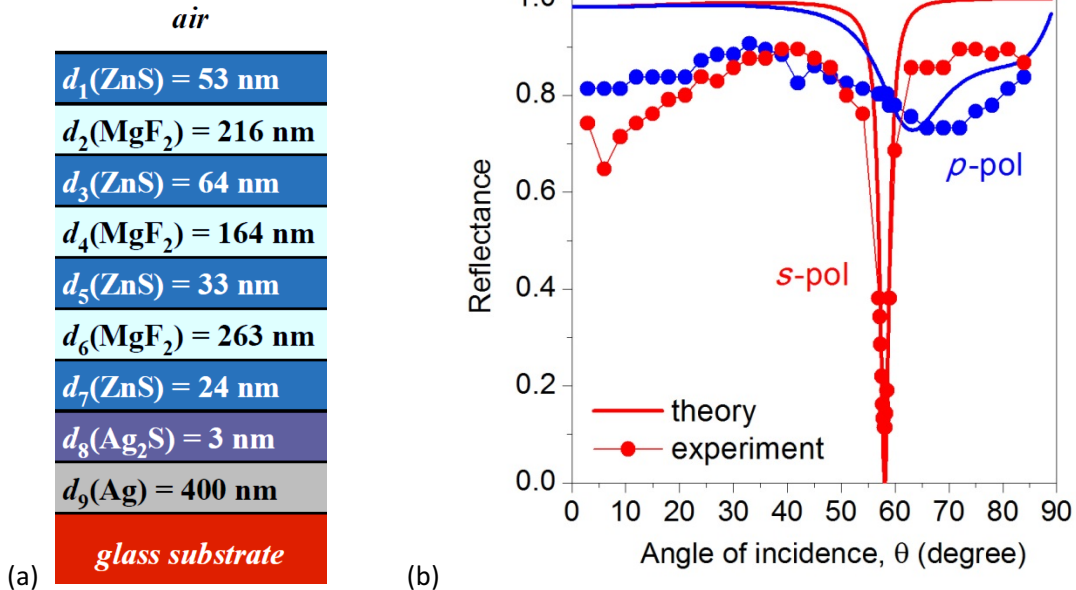 air
d₁(ZnS) = 53 nm
d₂(MgF₂) = 216 nm
d₃(ZnS) = 64 nm
d₄(MgF₂) = 164 nm
d₅(ZnS) = 33 nm
d₆(MgF₂) = 263 nm
d₇(ZnS) = 24 nm
d₈(Ag₂S) = 3 nm
d₉(Ag) = 400 nm
glass substrate
(a)
1.0
0.8
0.6
0.4
0.2
0.0
Reflectance
p-pol
s-pol
theory
experiment
0 10 20 30 40 50 60 70 80 90
Angle of incidence, θ (degree)
(b)